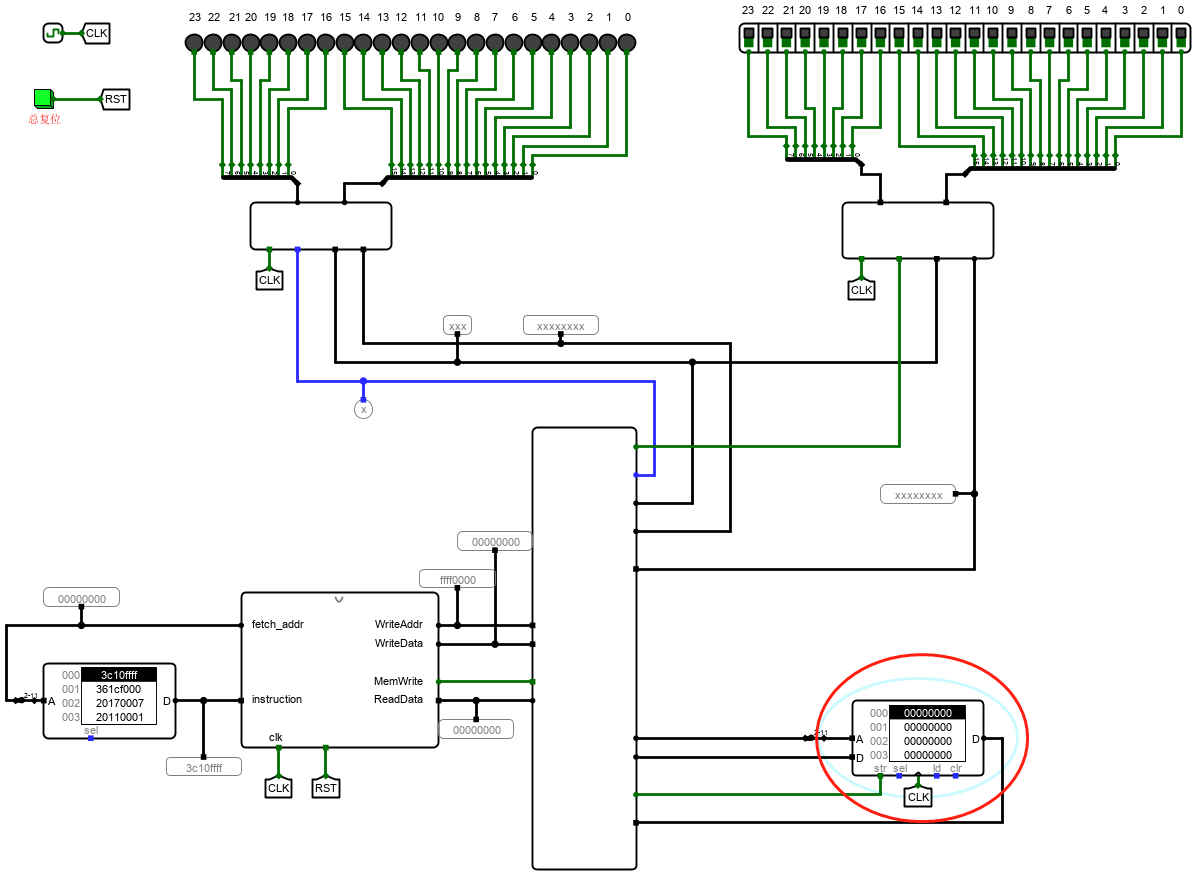 23 22 21 20 19 18 17 16 15 14 13 12 11 10 9 8 7 6 5 4 3 2 1 0
23 22 21 20 19 18 17 16 15 14 13 12 11 10 9 8 7 6 5 4 3 2 1 0
CLK
RST
总复位
CLK
CLK
xxx
xxxxxxxx
x
xxxxxxxx
00000000
ffff0000
00000000
fetch_addr
WriteAddr
WriteData
MemWrite
instruction
ReadData
clk
00000000
CLK
RST
2-11
A
000 3c10ffff
001 361cf000
002 20170007
003 20110001
D
sel
3c10ffff
2-11
000 00000000
001 00000000
002 00000000
003 00000000
A
D
D
str sel ld clr
CLK